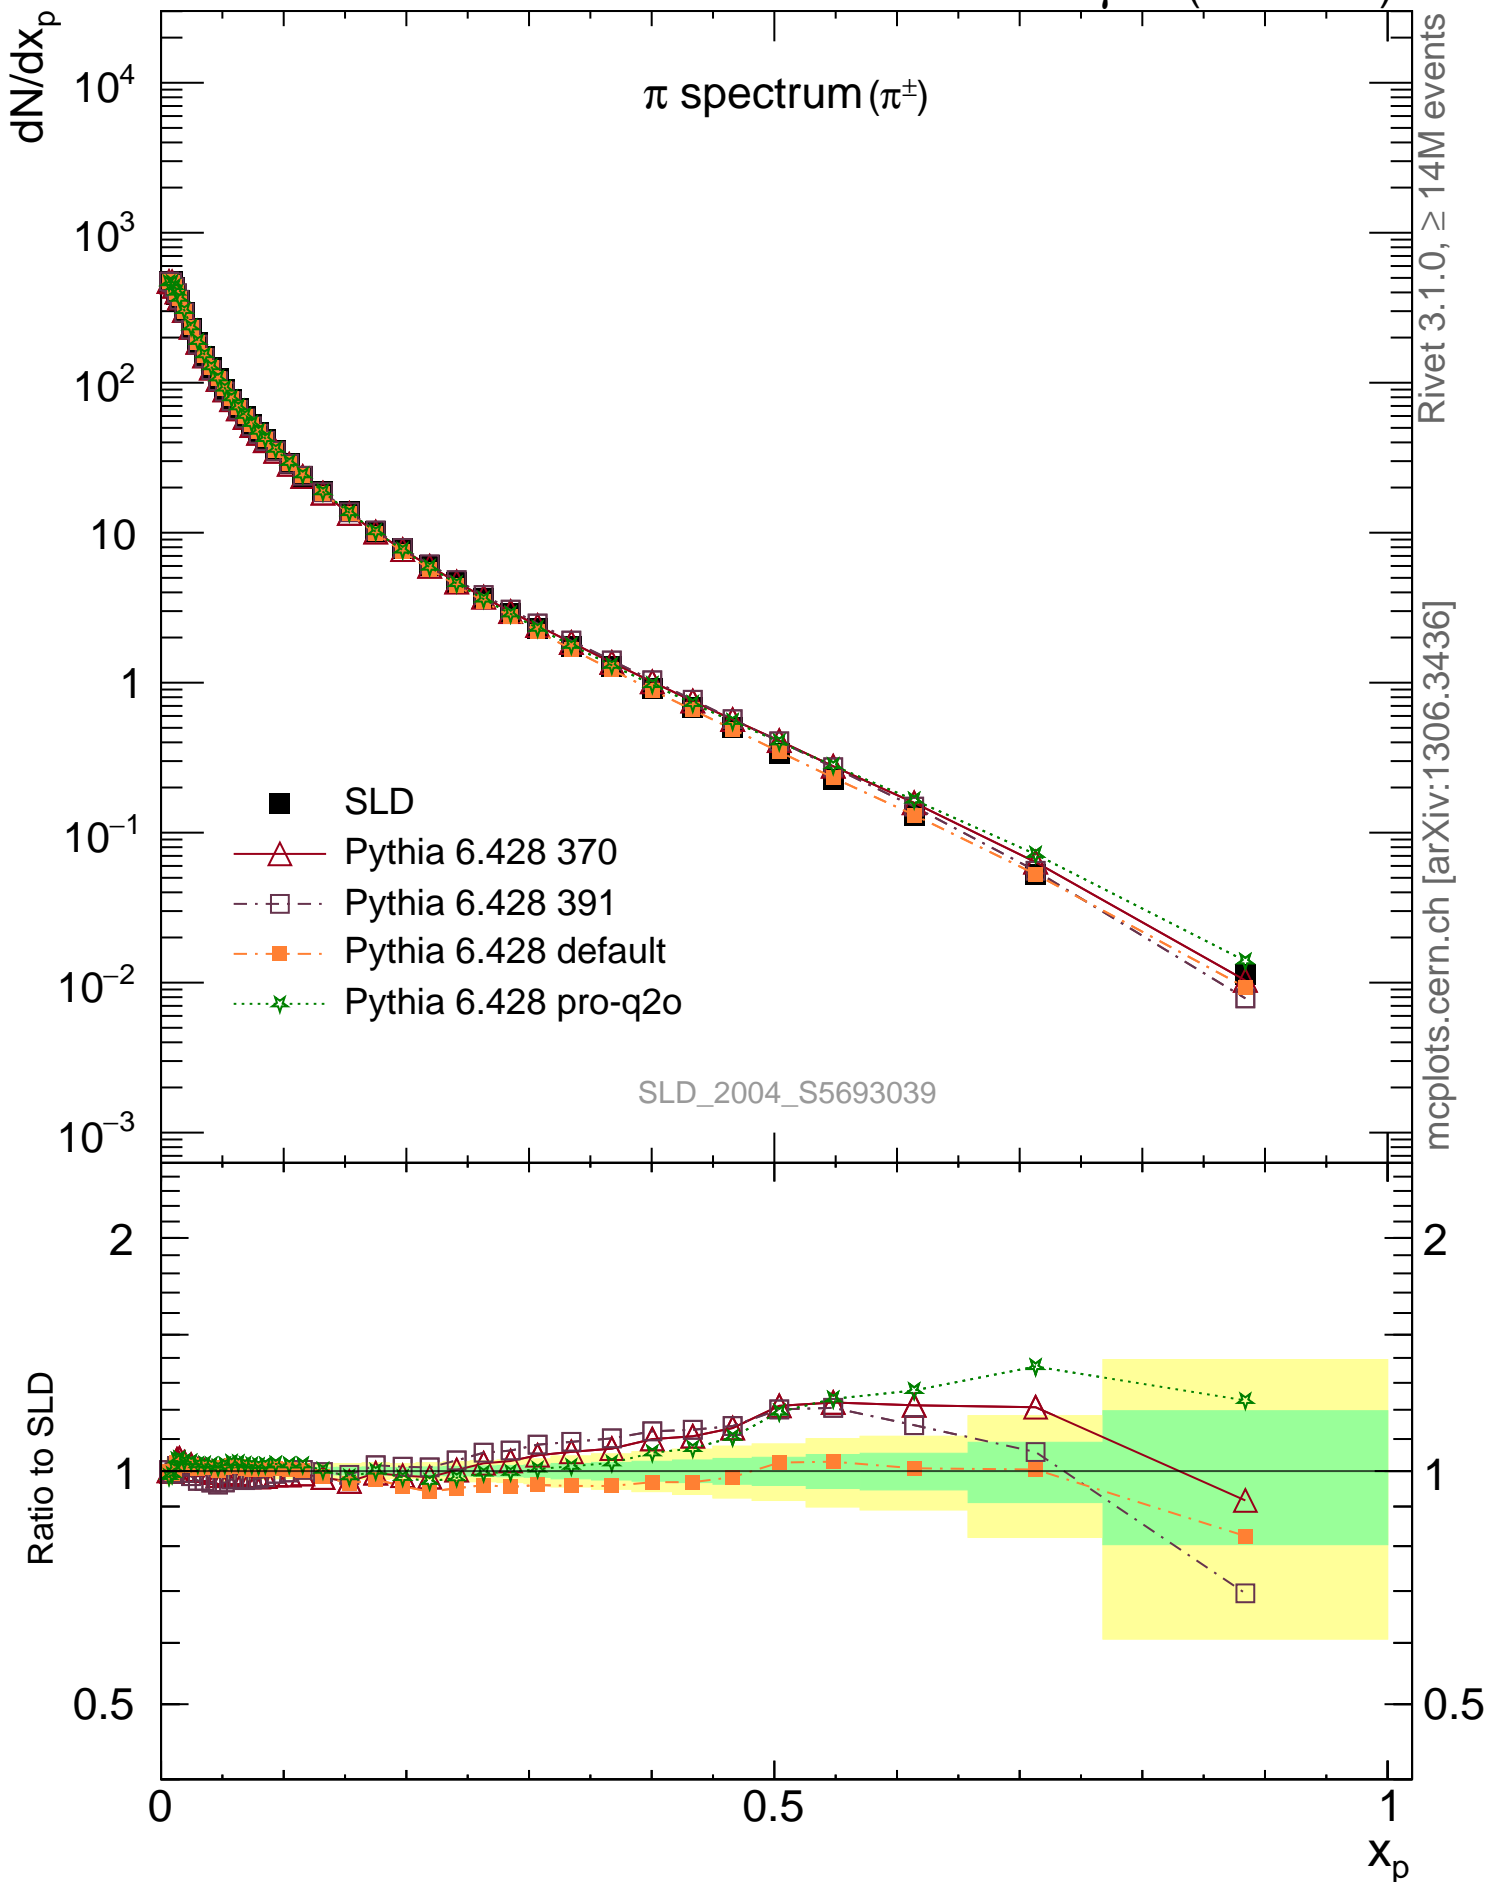 dN/dx_p
π spectrum (π±)
10⁴
10³
10²
10
1
10⁻¹
10⁻²
10⁻³
SLD
Pythia 6.428 370
Pythia 6.428 391
Pythia 6.428 default
Pythia 6.428 pro-q2o
SLD_2004_S5693039
Rivet 3.1.0, ≥ 14M events
mcplots.cern.ch [arXiv:1306.3436]
Ratio to SLD
2
1
0.5
2
1
0.5
0
0.5
1
x_p